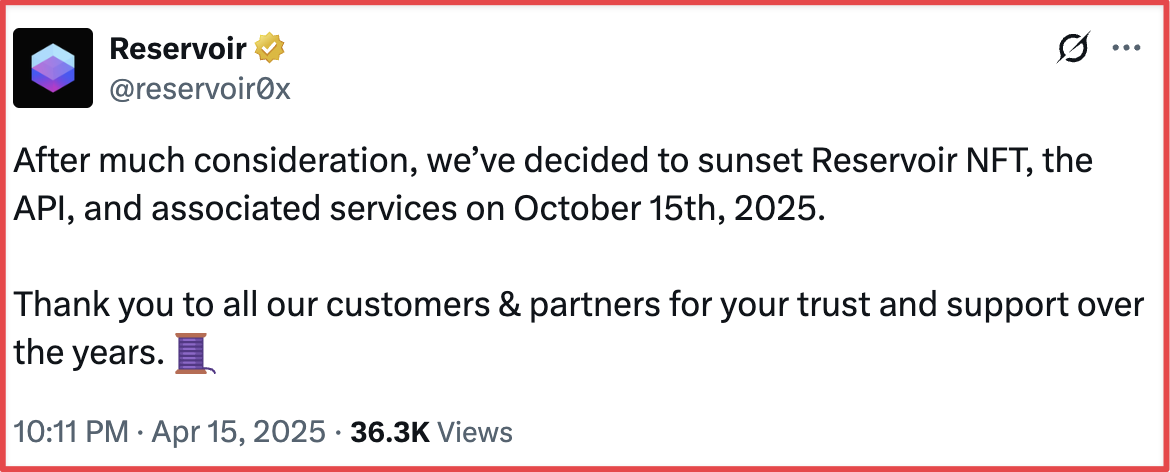 Reservoir
@reservoir0x
After much consideration, we’ve decided to sunset Reservoir NFT, the
API, and associated services on October 15th, 2025.
Thank you to all our customers & partners for your trust and support over
the years. 🧵
10:11 PM · Apr 15, 2025 · 36.3K Views